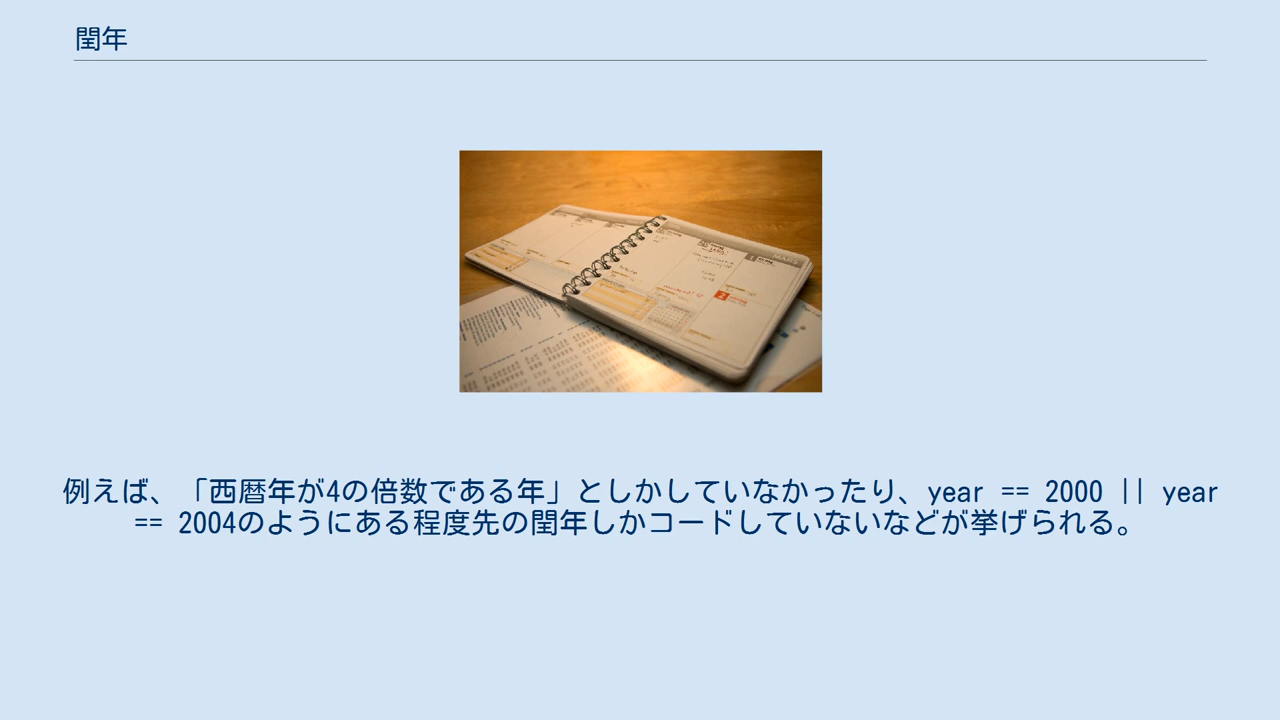 閏年
MARS
1
2
例えば、「西暦年が4の倍数である年」としかしていなかったり、year == 2000 || year
== 2004のようにある程度先の閏年しかコードしていないなどが挙げられる。